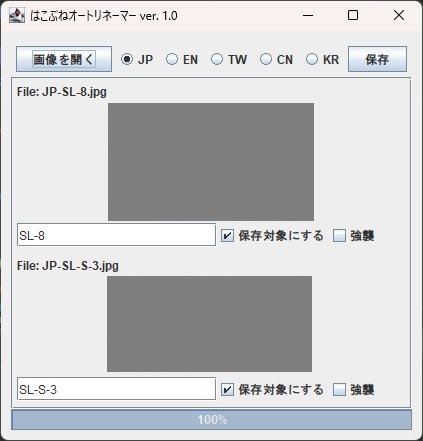 はこぶねオートリネーマー ver. 1.0
画像を開く JP EN TW CN KR 保存
File: JP-SL-8.jpg
SL-8 保存対象にする 強襲
File: JP-SL-S-3.jpg
SL-S-3 保存対象にする 強襲
100%